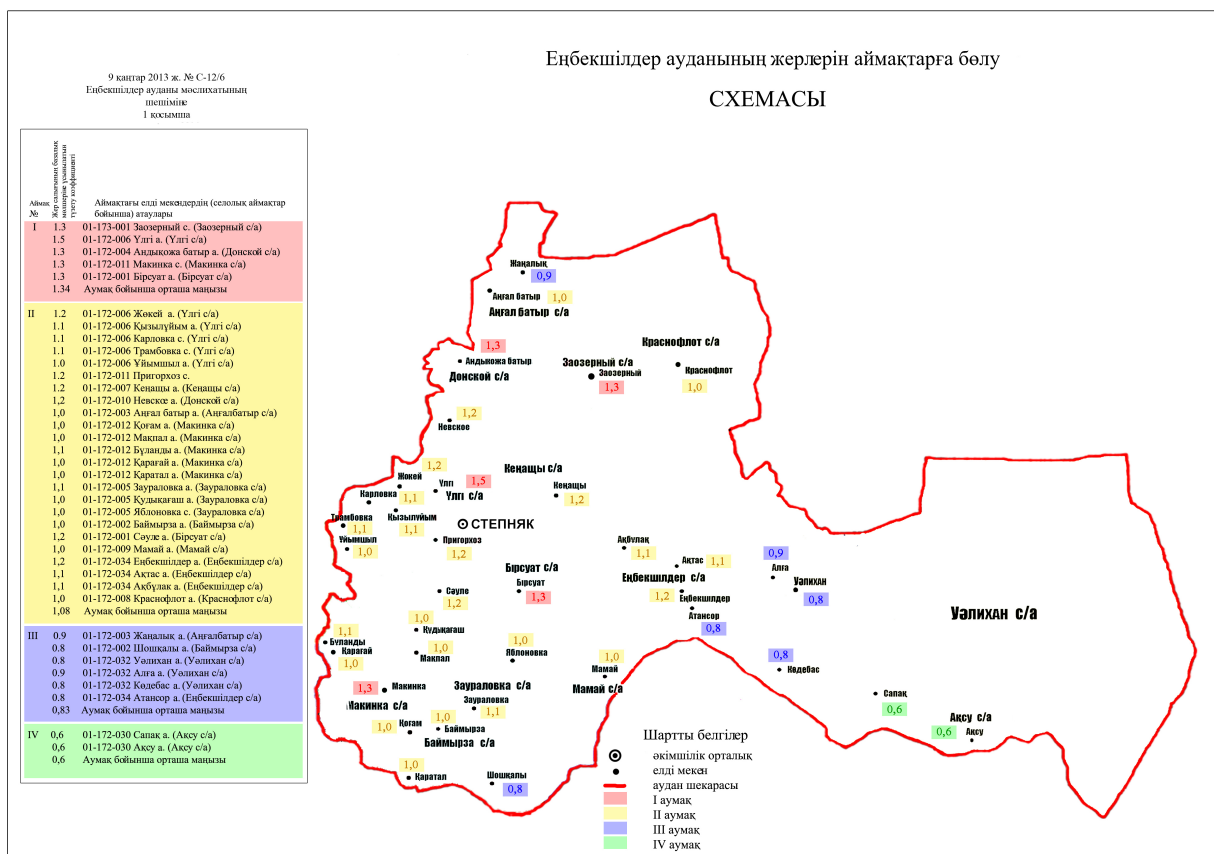 Еңбекшілдер ауданының жерлерін аймақтарға бөлу
СХЕМАСЫ
9 қаңтар 2013 ж. № С-12/6
Еңбекшілдер ауданы мәслихатының
шешіміне
1 қосымша
Аймақ №
Жер салығының базалық мөлшеріне ұсынылатын түзету коэффициенті
Аймақтағы елді мекендердің (селолық аймақтар
бойынша) атаулары
I 1.3 01-173-001 Заозерный с. (Заозерный с/а)
1.5 01-172-006 Үлгі а. (Үлгі с/а)
1.3 01-172-004 Андықожа батыр а. (Донской с/а)
1.3 01-172-011 Макинка с. (Макинка с/а)
1.3 01-172-001 Бірсуат а. (Бірсуат с/а)
1.34 Аумақ бойынша орташа маңызы
II 1.2 01-172-006 Жөкей а. (Үлгі с/а)
1.1 01-172-006 Қызылұйым а. (Үлгі с/а)
1.1 01-172-006 Карловка с. (Үлгі с/а)
1.1 01-172-006 Трамбовка с. (Үлгі с/а)
1.0 01-172-006 Ұйымшыл а. (Үлгі с/а)
1.2 01-172-011 Пригорхоз с.
1.2 01-172-007 Кеңащы а. (Кеңащы с/а)
1,2 01-172-010 Невское а. (Донской с/а)
1,0 01-172-003 Аңғал батыр а. (Аңғалбатыр с/а)
1,0 01-172-012 Қоғам а. (Макинка с/а)
1,0 01-172-012 Мақпал а. (Макинка с/а)
1,1 01-172-012 Буланды а. (Макинка с/а)
1,0 01-172-012 Қарағай а. (Макинка с/а)
1,0 01-172-012 Қаратал а. (Макинка с/а)
1,1 01-172-005 Заураловка а. (Заураловка с/а)
1,0 01-172-005 Құдықағаш а. (Заураловка с/а)
1,0 01-172-005 Яблоновка с. (Заураловка с/а)
1,0 01-172-002 Баймырза а. (Баймырза с/а)
1,2 01-172-001 Сәуле а. (Бірсуат с/а)
1,0 01-172-009 Мамай а. (Мамай с/а)
1,2 01-172-034 Еңбекшілдер а. (Еңбекшілдер с/а)
1,1 01-172-034 Ақтас а. (Еңбекшілдер с/а)
1,1 01-172-034 Ақбұлак а. (Еңбекшілдер с/а)
1,0 01-172-008 Краснофлот а. (Краснофлот с/а)
1,08 Аумақ бойынша орташа маңызы
III 0.9 01-172-003 Жаңалық а. (Аңғалбатыр с/а)
0.8 01-172-002 Шошқалы а. (Баймырза с/а)
0.8 01-172-032 Уәлихан а. (Уәлихан с/а)
0.9 01-172-032 Алға а. (Уәлихан с/а)
0.8 01-172-032 Көдебас а. (Уәлихан с/а)
0.8 01-172-034 Атансор а. (Еңбекшілдер с/а)
0,83 Аумақ бойынша орташа маңызы
IV 0,6 01-172-030 Сапақ а. (Ақсу с/а)
0,6 01-172-030 Ақсу а. (Ақсу с/а)
0,6 Аумақ бойынша орташа маңызы
Жаңалық
0,9
Аңғал батыр 1,0
Аңғал батыр с/а
1,3
Андықожа батыр
Донской с/а
Краснофлот с/а
Краснофлот
1,0
Заозерный с/а
Заозерный
1,3
1,2
Невское
1,2
Жөкей
Үлгі 1,5
Үлгі с/а
Кеңащы с/а
Кеңащы
1,2
Карловка 1,1
Қызылұйым
1,1
Трамбовка
1,1
Ұйымшыл
1,0
СТЕПНЯК
Пригорхоз
1,2
Ақбұлақ
1,1
Ақтас 1,1
Еңбекшілдер с/а
1,2
Еңбекшілдер
Атансор
0,8
0,9
Алға
Уәлихан
0,8
Уәлихан с/а
Бірсуат с/а
Бірсуат
1,3
Сәуле
1,2
1,0
Құдықағаш
1,1
Буланды
Қарағай
1,0
1,0
Мақпал
1,0
Яблоновка
1,0
Мамай
Мамай с/а
0,8
Көдебас
Сапақ
0,6
Ақсу с/а
0,6
Ақсу
1,3 Макинка
Макинка с/а
Заураловка с/а
Заураловка
1,1
1,0
Қоғам
1,0
Баймырза
Баймырза с/а
1,0
Қаратал
Шошқалы
0,8
Шартты белгілер
әкімшілік орталық
елді мекен
аудан шекарасы
I аумақ
II аумақ
III аумақ
IV аумақ